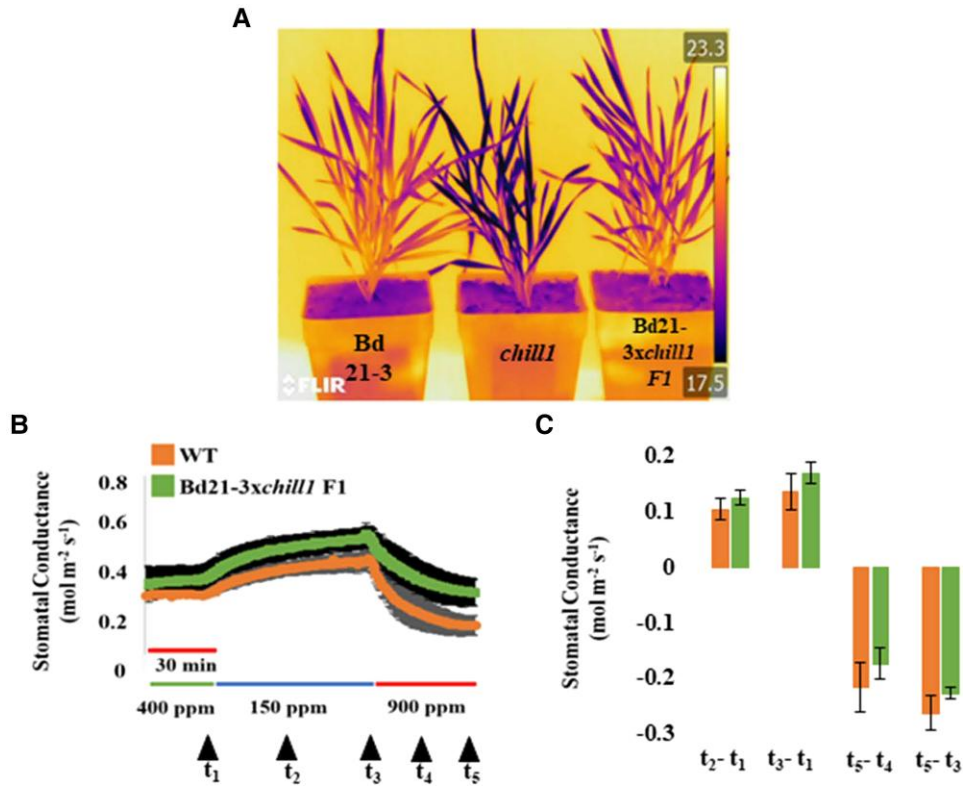 A
23.3
Bd
21-3
chill1
Bd21-
3xchill1
F1
17.5
FLIR
B
WT
Bd21-3xchill1 F1
Stomatal Conductance
(mol m-2 s-1)
0.8
0.6
0.4
0.2
0
30 min
400 ppm 150 ppm 900 ppm
t1 t2 t3 t4 t5
C
Stomatal Conductance
(mol m-2 s-1)
0.2
0.1
0
-0.1
-0.2
-0.3
t2- t1 t3- t1 t5- t4 t5- t3